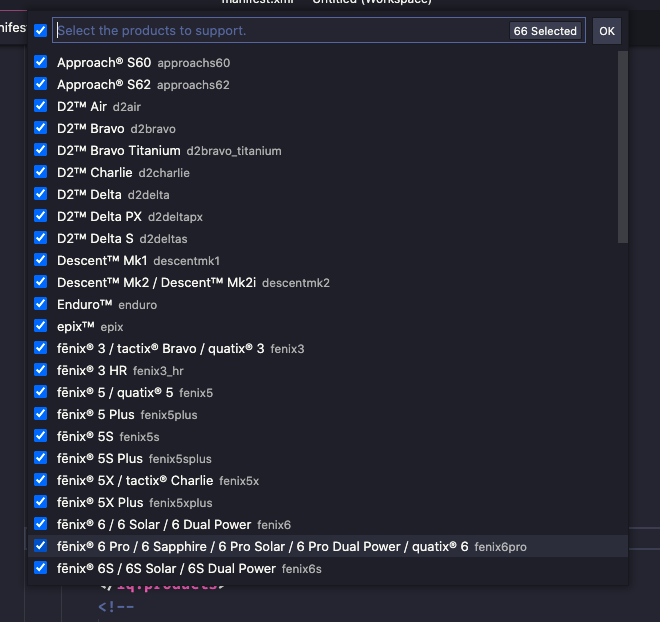 manifest.xml — Untitled (Workspace)
nifes
Select the products to support.
66 Selected
OK
Approach® S60 approachs60
Approach® S62 approachs62
D2™ Air d2air
D2™ Bravo d2bravo
D2™ Bravo Titanium d2bravo_titanium
D2™ Charlie d2charlie
D2™ Delta d2delta
D2™ Delta PX d2deltapx
D2™ Delta S d2deltas
Descent™ Mk1 descentmk1
Descent™ Mk2 / Descent™ Mk2i descentmk2
Enduro™ enduro
epix™ epix
fēnix® 3 / tactix® Bravo / quatix® 3 fenix3
fēnix® 3 HR fenix3_hr
fēnix® 5 / quatix® 5 fenix5
fēnix® 5 Plus fenix5plus
fēnix® 5S fenix5s
fēnix® 5S Plus fenix5splus
fēnix® 5X / tactix® Charlie fenix5x
fēnix® 5X Plus fenix5xplus
fēnix® 6 / 6 Solar / 6 Dual Power fenix6
fēnix® 6 Pro / 6 Sapphire / 6 Pro Solar / 6 Pro Dual Power / quatix® 6 fenix6pro
fēnix® 6S / 6S Solar / 6S Dual Power fenix6s
</iq:products>
<!--